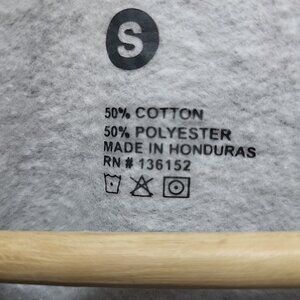 S
50% COTTON
50% POLYESTER
MADE IN HONDURAS
RN # 136152